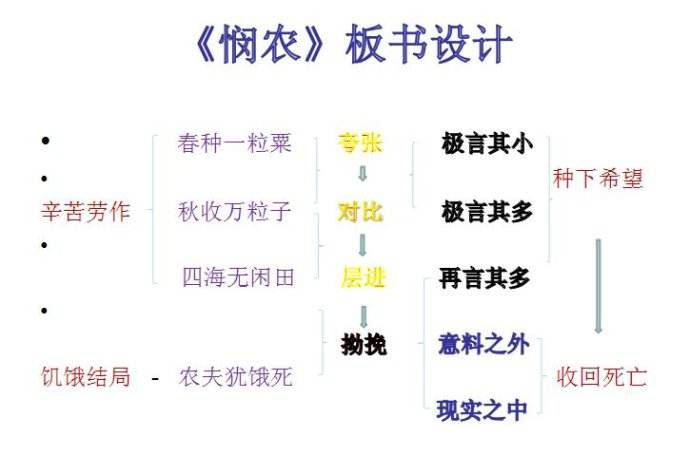 《悯农》板书设计
春种一粒粟 夸张 极言其小
种下希望
辛苦劳作 秋收万粒子 对比 极言其多
四海无闲田 层进 再言其多
拗挽 意料之外
饥饿结局 - 农夫犹饿死 收回死亡
现实之中